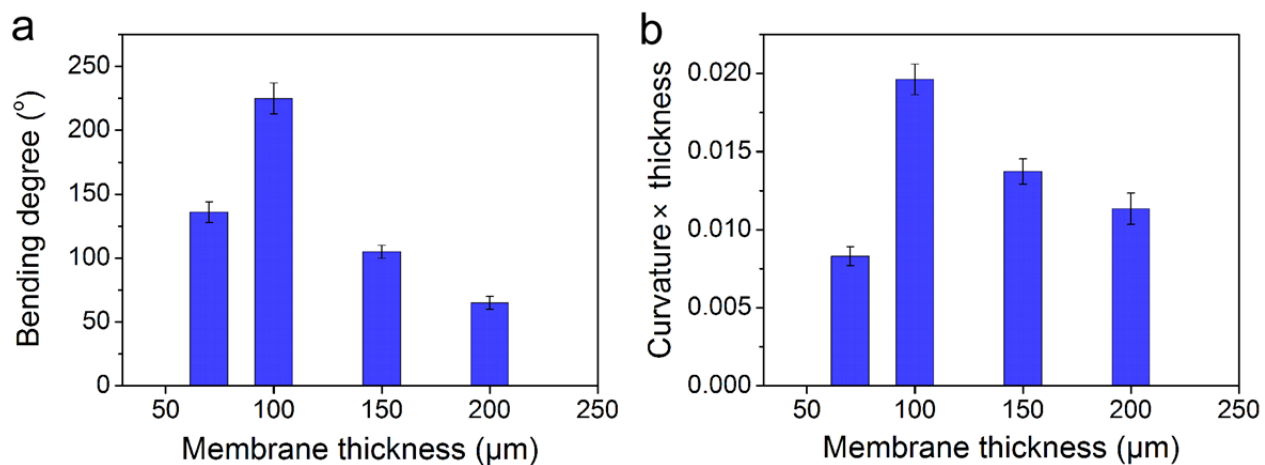 a
Bending degree (°)
250
200
150
100
50
0
50 100 150 200 250
Membrane thickness (µm)
b
Curvature × thickness
0.020
0.015
0.010
0.005
0.000
50 100 150 200 250
Membrane thickness (µm)